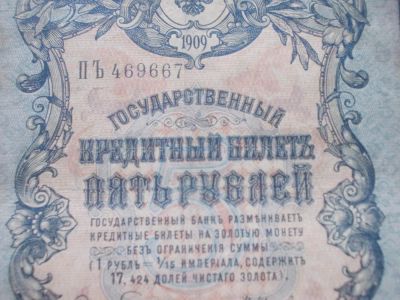 1909
ПЪ 469667
ГОСУДАРСТВЕННЫЙ
КРЕДИТНЫЙ БИЛЕТЪ
ПЯТЬ РУБЛЕЙ
ГОСУДАРСТВЕННЫЙ БАНКЪ РАЗМѢНИВАЕТЪ
КРЕДИТНЫЕ БИЛЕТЫ НА ЗОЛОТУЮ МОНЕТУ
БЕЗЪ ОГРАНИЧЕНІЯ СУММЫ
(1 РУБЛЬ = 1/15 ИМПЕРІАЛА, СОДЕРЖИТЪ
17,424 ДОЛЕЙ ЧИСТАГО ЗОЛОТА).